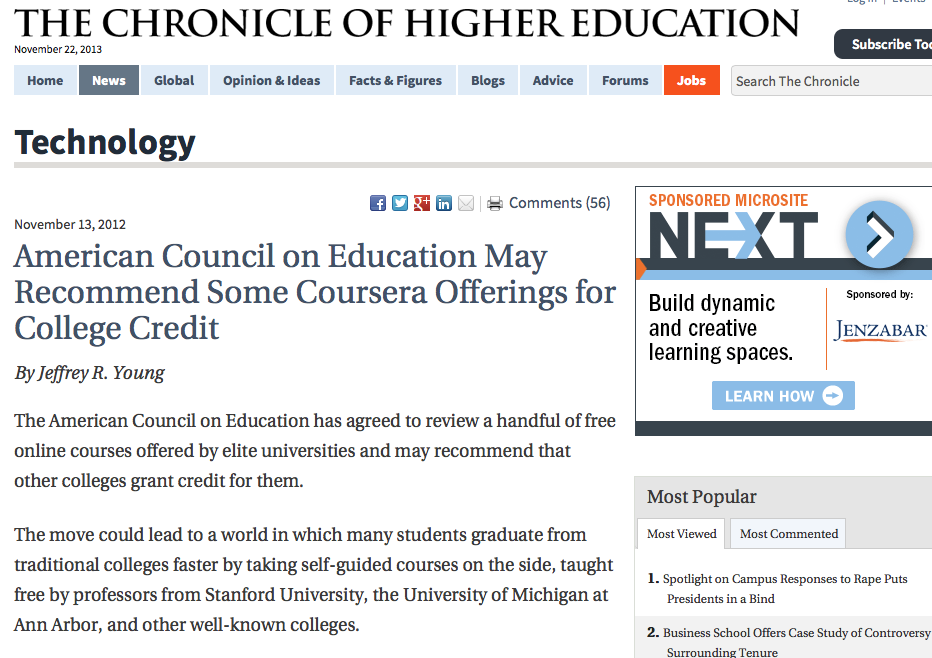 Log In | Events
THE CHRONICLE OF HIGHER EDUCATION
November 22, 2013
Subscribe
Home News Global Opinion & Ideas Facts & Figures Blogs Advice Forums Jobs
Search The Chronicle
Technology
Comments (56)
November 13, 2012
American Council on Education May
Recommend Some Coursera Offerings for
College Credit
By Jeffrey R. Young
The American Council on Education has agreed to review a handful of free
online courses offered by elite universities and may recommend that
other colleges grant credit for them.
The move could lead to a world in which many students graduate from
traditional colleges faster by taking self-guided courses on the side, taught
free by professors from Stanford University, the University of Michigan at
Ann Arbor, and other well-known colleges.
SPONSORED MICROSITE
NEXT
Build dynamic
and creative
learning spaces.
Sponsored by:
JENZABAR
LEARN HOW
Most Popular
Most Viewed Most Commented
1. Spotlight on Campus Responses to Rape Puts
Presidents in a Bind
2. Business School Offers Case Study of Controversy
Surrounding Tenure